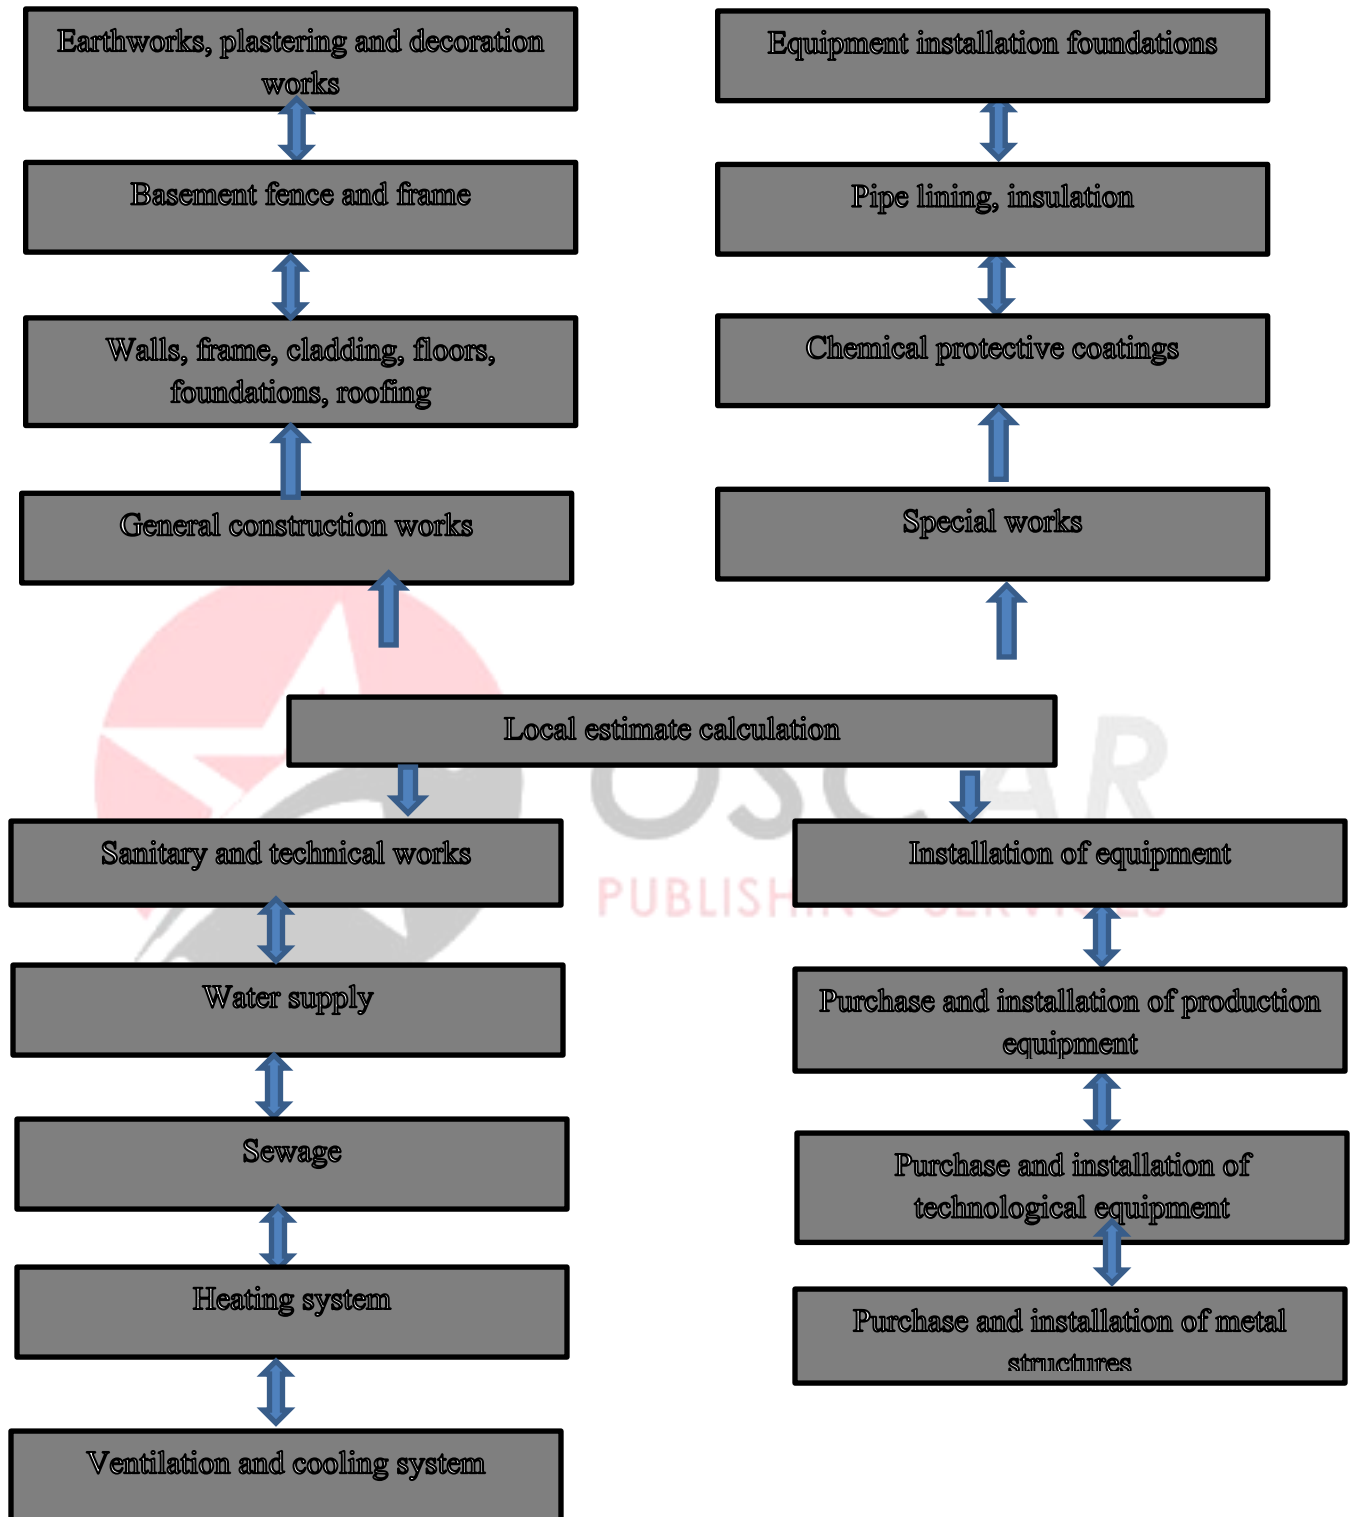 Earthworks, plastering and decoration
works
Equipment installation foundations
Basement fence and frame
Pipe lining, insulation
Walls, frame, cladding, floors,
foundations, roofing
Chemical protective coatings
General construction works
Special works
Local estimate calculation
OSCAR
PUBLISHING SERVICES
Sanitary and technical works
Installation of equipment
Water supply
Purchase and installation of production
equipment
Sewage
Purchase and installation of
technological equipment
Heating system
Purchase and installation of metal
structures
Ventilation and cooling system